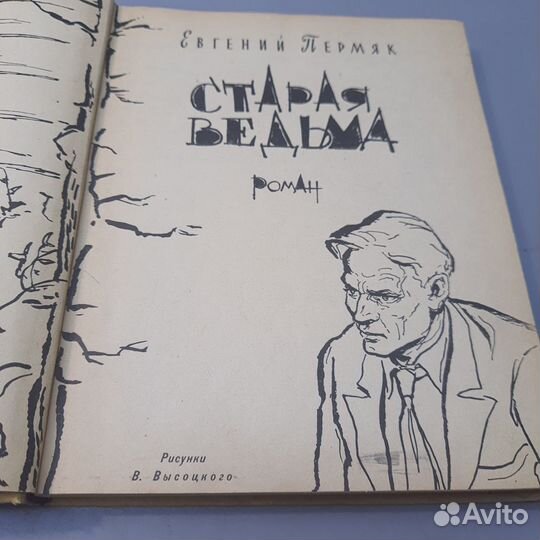 Евгений Пермяк
СТАРАЯ
ВЕДЬМА
РОМАН
Рисунки
В. Высоцкого
Avito